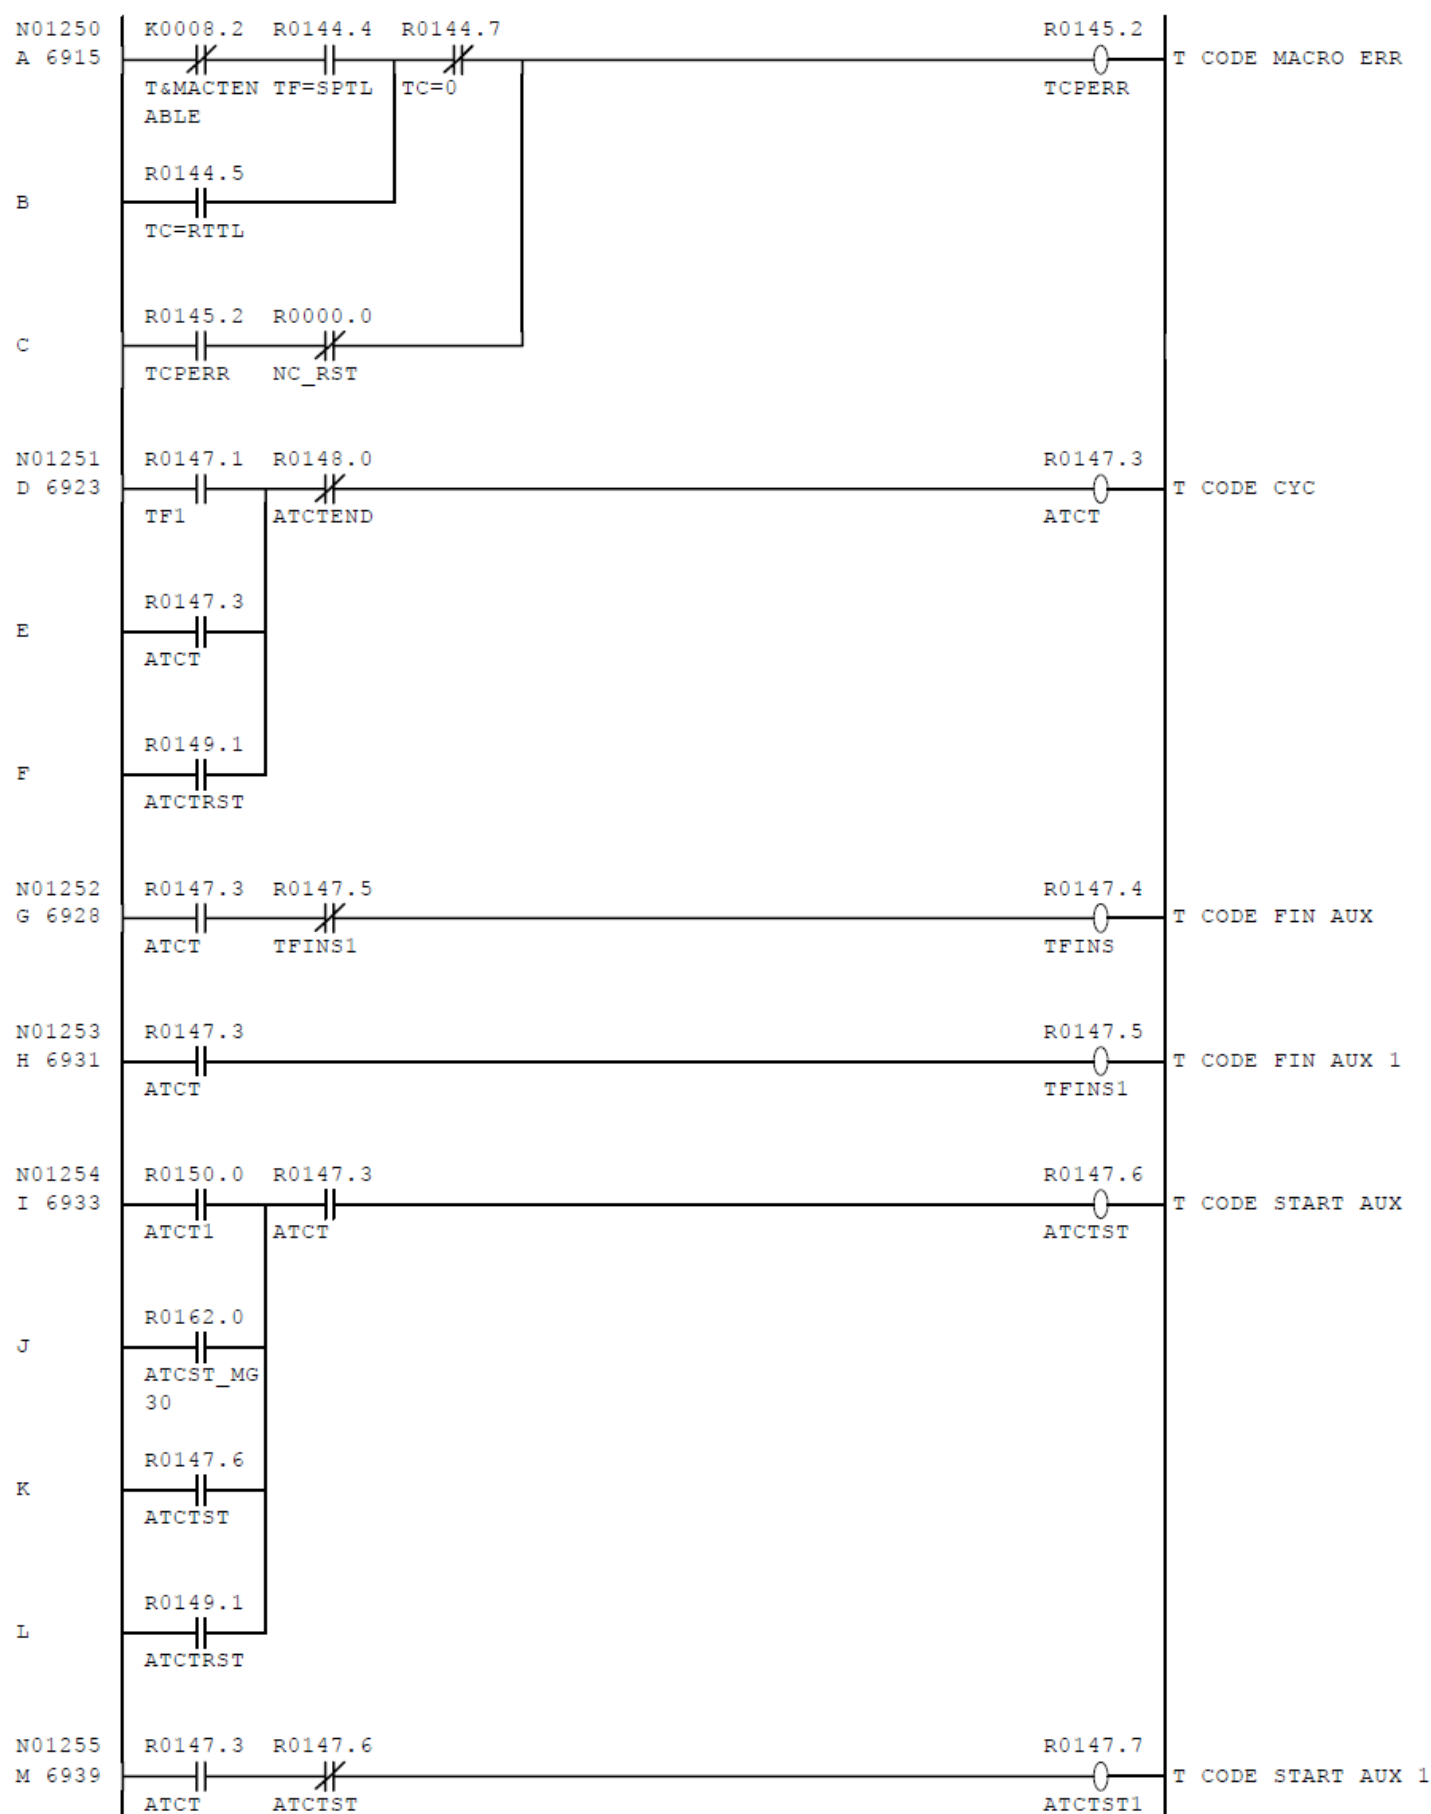 N01250 K0008.2 R0144.4 R0144.7 R0145.2
A 6915 T CODE MACRO ERR
T&MACTEN TF=SPTL TC=0 TCPERR
ABLE
R0144.5
B
TC=RTTL
R0145.2 R0000.0
C
TCPERR NC_RST
N01251 R0147.1 R0148.0 R0147.3
D 6923 T CODE CYC
TF1 ATCTEND ATCT
R0147.3
E
ATCT
R0149.1
F
ATCTRST
N01252 R0147.3 R0147.5 R0147.4
G 6928 T CODE FIN AUX
ATCT TFINS1 TFINS
N01253 R0147.3 R0147.5
H 6931 T CODE FIN AUX 1
ATCT TFINS1
N01254 R0150.0 R0147.3 R0147.6
I 6933 T CODE START AUX
ATCT1 ATCT ATCTST
R0162.0
J
ATCST_MG
30
R0147.6
K
ATCTST
R0149.1
L
ATCTRST
N01255 R0147.3 R0147.6 R0147.7
M 6939 T CODE START AUX 1
ATCT ATCTST ATCTST1